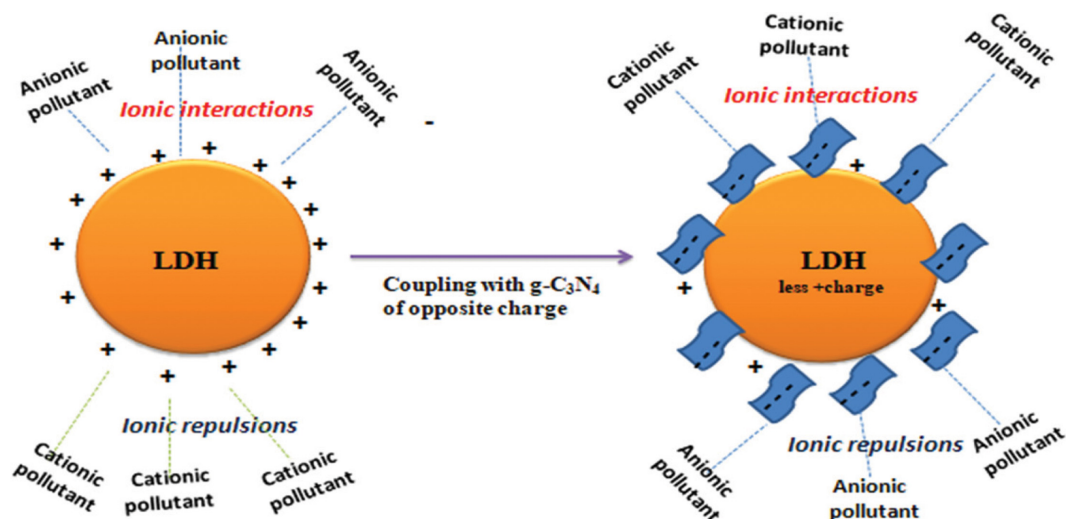 Anionic
pollutant
Anionic
pollutant
Anionic
pollutant
Ionic interactions
LDH
Ionic repulsions
Cationic
pollutant
Cationic
pollutant
Cationic
pollutant
-
Coupling with g-C₃N₄
of opposite charge
Cationic
pollutant
Cationic
pollutant
Cationic
pollutant
Ionic interactions
LDH
less +charge
Ionic repulsions
Anionic
pollutant
Anionic
pollutant
Anionic
pollutant